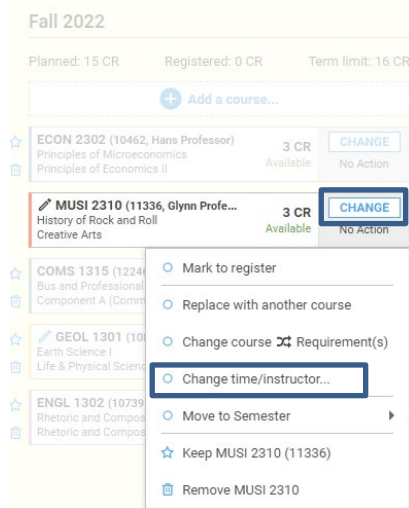 Fall 2022
Planned: 15 CR Registered: 0 CR Term limit: 16 CR
Add a course...
ECON 2302 (10462, Hans Professor) 3 CR CHANGE
Principles of Microeconomics Available No Action
Principles of Economics II
MUSI 2310 (11336, Glynn Profe... 3 CR CHANGE
History of Rock and Roll Available No Action
Creative Arts
COMS 1315 (1224
Bus and Professional
Component A (Comm
GEOL 1301 (10
Earth Science I
Life & Physical Scienc
ENGL 1302 (10739
Rhetoric and Compos
Rhetoric and Compos
Mark to register
Replace with another course
Change course Requirement(s)
Change time/instructor...
Move to Semester
Keep MUSI 2310 (11336)
Remove MUSI 2310